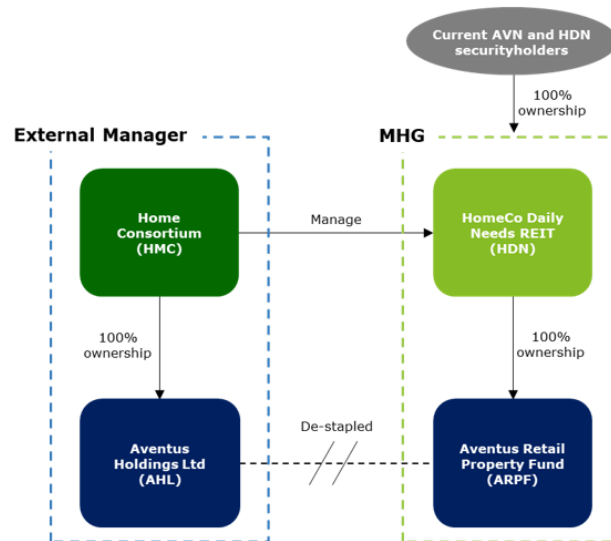 Current AVN and HDN
securityholders
100%
ownership
External Manager
MHG
Home
Consortium
(HMC)
Manage
HomeCo Daily
Needs REIT
(HDN)
100%
ownership
100%
ownership
Aventus
Holdings Ltd
(AHL)
De-stapled
Aventus Retail
Property Fund
(ARPF)